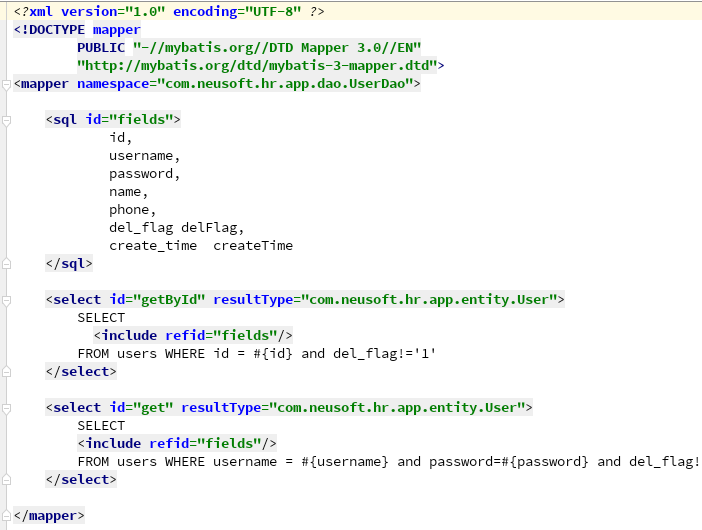 <?xml version="1.0" encoding="UTF-8" ?>
<!DOCTYPE mapper
        PUBLIC "-//mybatis.org//DTD Mapper 3.0//EN"
        "http://mybatis.org/dtd/mybatis-3-mapper.dtd">
<mapper namespace="com.neusoft.hr.app.dao.UserDao">
    <sql id="fields">
            id,
            username,
            password,
            name,
            phone,
            del_flag delFlag,
            create_time  createTime
    </sql>
    <select id="getById" resultType="com.neusoft.hr.app.entity.User">
        SELECT
          <include refid="fields"/>
        FROM users WHERE id = #{id} and del_flag!='1'
    </select>
    <select id="get" resultType="com.neusoft.hr.app.entity.User">
        SELECT
        <include refid="fields"/>
        FROM users WHERE username = #{username} and password=#{password} and del_flag!
    </select>
</mapper>